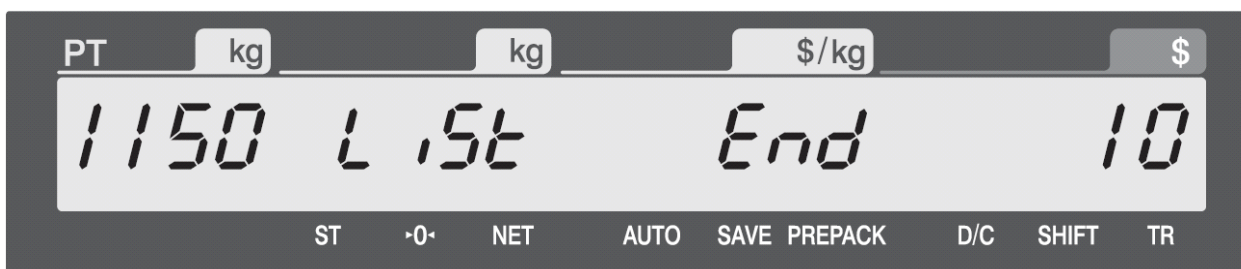 PT kg kg $/kg $
1150 LiSt End 10
ST ▸0◂ NET AUTO SAVE PREPACK D/C SHIFT TR